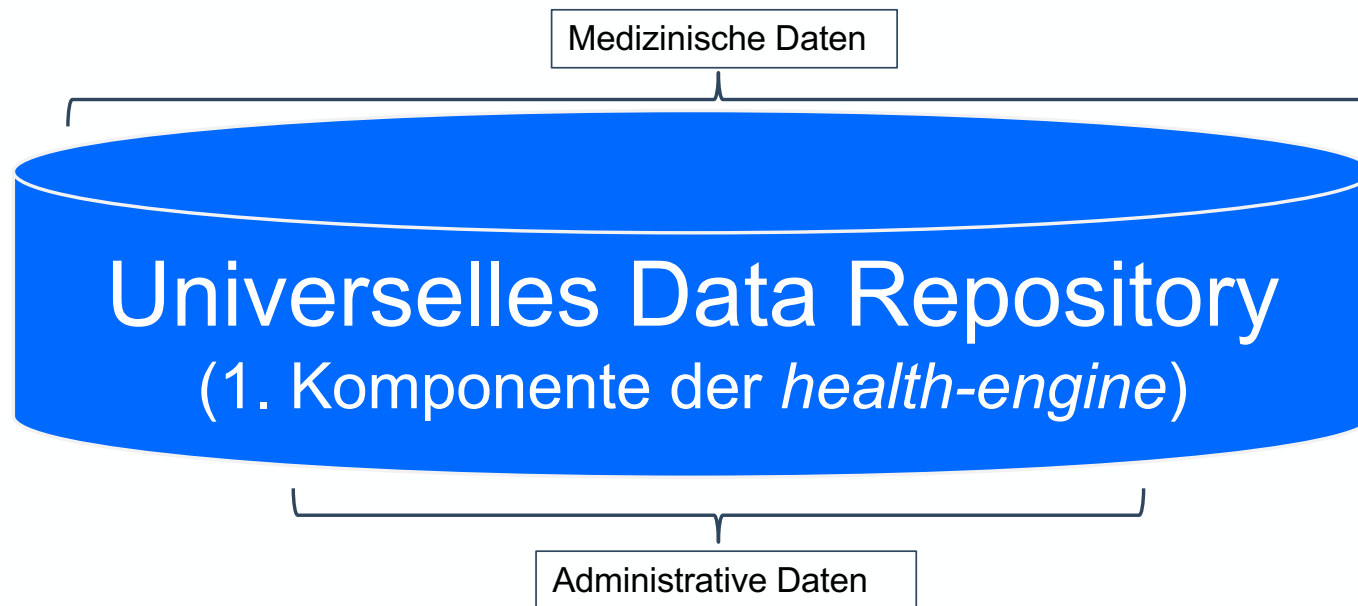 Medizinische Daten
Universelles Data Repository
(1. Komponente der health-engine)
Administrative Daten